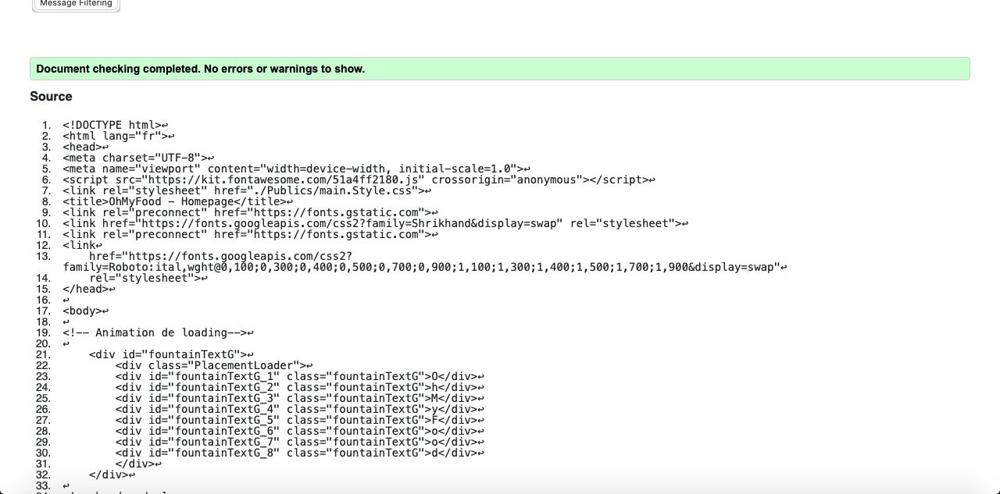 Message Filtering
Document checking completed. No errors or warnings to show.
Source
1. <!DOCTYPE html>↩
2. <html lang="fr">↩
3. <head>↩
4. <meta charset="UTF-8">↩
5. <meta name="viewport" content="width=device-width, initial-scale=1.0">↩
6. <script src="https://kit.fontawesome.com/51a4ff2180.js" crossorigin="anonymous"></script>↩
7. <link rel="stylesheet" href="./Publics/main.Style.css">↩
8. <title>OhMyFood - Homepage</title>↩
9. <link rel="preconnect" href="https://fonts.gstatic.com">↩
10. <link href="https://fonts.googleapis.com/css2?family=Shrikhand&display=swap" rel="stylesheet">↩
11. <link rel="preconnect" href="https://fonts.gstatic.com">↩
12. <link↩
13. href="https://fonts.googleapis.com/css2?
family=Roboto:ital,wght@0,100;0,300;0,400;0,500;0,700;0,900;1,100;1,300;1,400;1,500;1,700;1,900&display=swap"↩
14. rel="stylesheet">↩
15. </head>↩
16. ↩
17. <body>↩
18. ↩
19. <!-- Animation de loading-->↩
20. ↩
21. <div id="fountainTextG">↩
22. <div class="PlacementLoader">↩
23. <div id="fountainTextG_1" class="fountainTextG">O</div>↩
24. <div id="fountainTextG_2" class="fountainTextG">h</div>↩
25. <div id="fountainTextG_3" class="fountainTextG">M</div>↩
26. <div id="fountainTextG_4" class="fountainTextG">y</div>↩
27. <div id="fountainTextG_5" class="fountainTextG">F</div>↩
28. <div id="fountainTextG_6" class="fountainTextG">o</div>↩
29. <div id="fountainTextG_7" class="fountainTextG">o</div>↩
30. <div id="fountainTextG_8" class="fountainTextG">d</div>↩
31. </div>↩
32. </div>↩
33. ↩